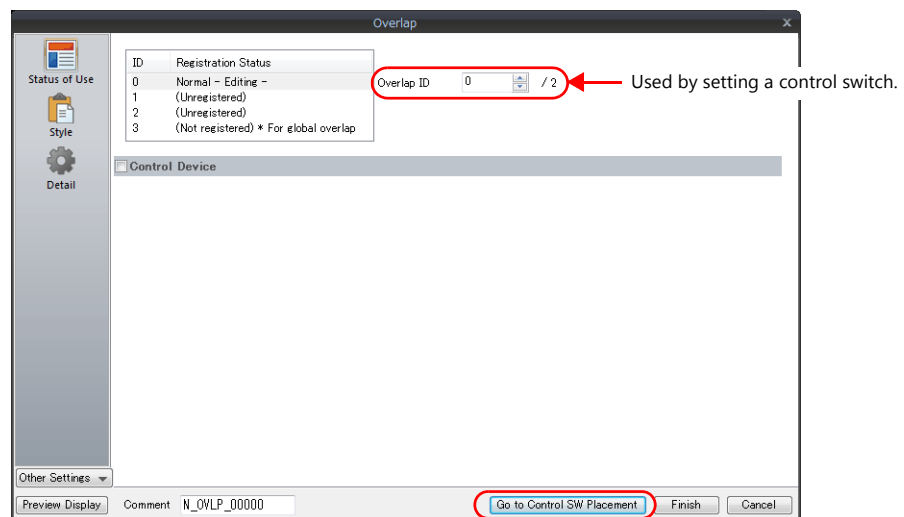 Overlap
x
Status of Use
Style
Detail
ID Registration Status
0 Normal - Editing -
1 (Unregistered)
2 (Unregistered)
3 (Not registered) * For global overlap
Overlap ID 0 / 2
Used by setting a control switch.
Control Device
Other Settings
Preview Display Comment N_OVLP_00000 Go to Control SW Placement Finish Cancel